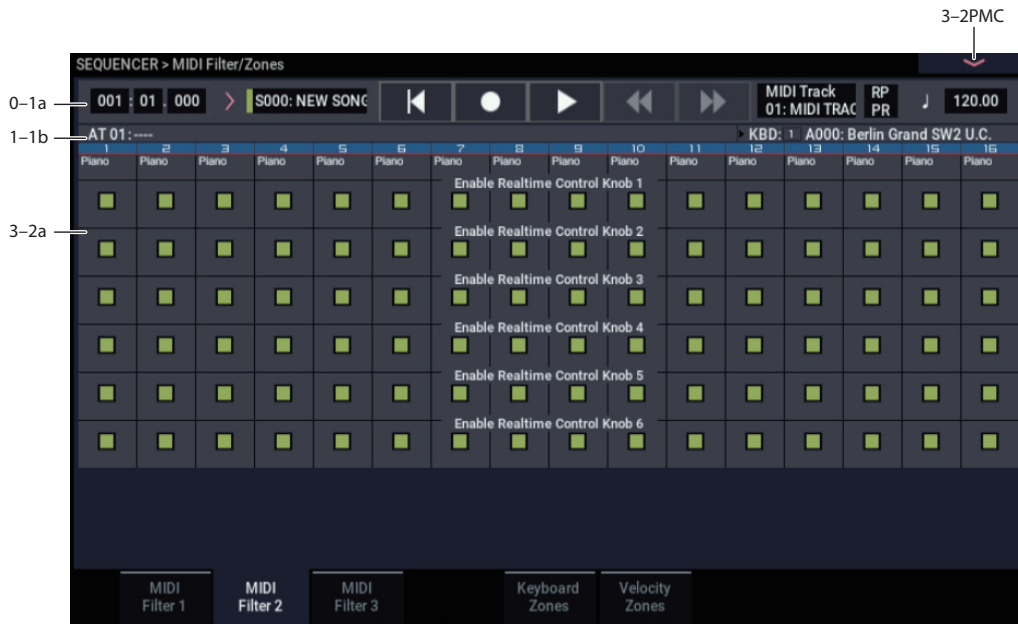 3–2PMC
SEQUENCER > MIDI Filter/Zones
0–1a
001 : 01 . 000
S000: NEW SONG
MIDI Track
01: MIDI TRAC
RP
PR
♩ 120.00
1–1b
AT 01:----
KBD: 1 A000: Berlin Grand SW2 U.C.
1 2 3 4 5 6 7 8 9 10 11 12 13 14 15 16
Piano Piano Piano Piano Piano Piano Piano Piano Piano Piano Piano Piano Piano Piano Piano Piano
Enable Realtime Control Knob 1
3–2a
Enable Realtime Control Knob 2
Enable Realtime Control Knob 3
Enable Realtime Control Knob 4
Enable Realtime Control Knob 5
Enable Realtime Control Knob 6
MIDI
Filter 1
MIDI
Filter 2
MIDI
Filter 3
Keyboard
Zones
Velocity
Zones